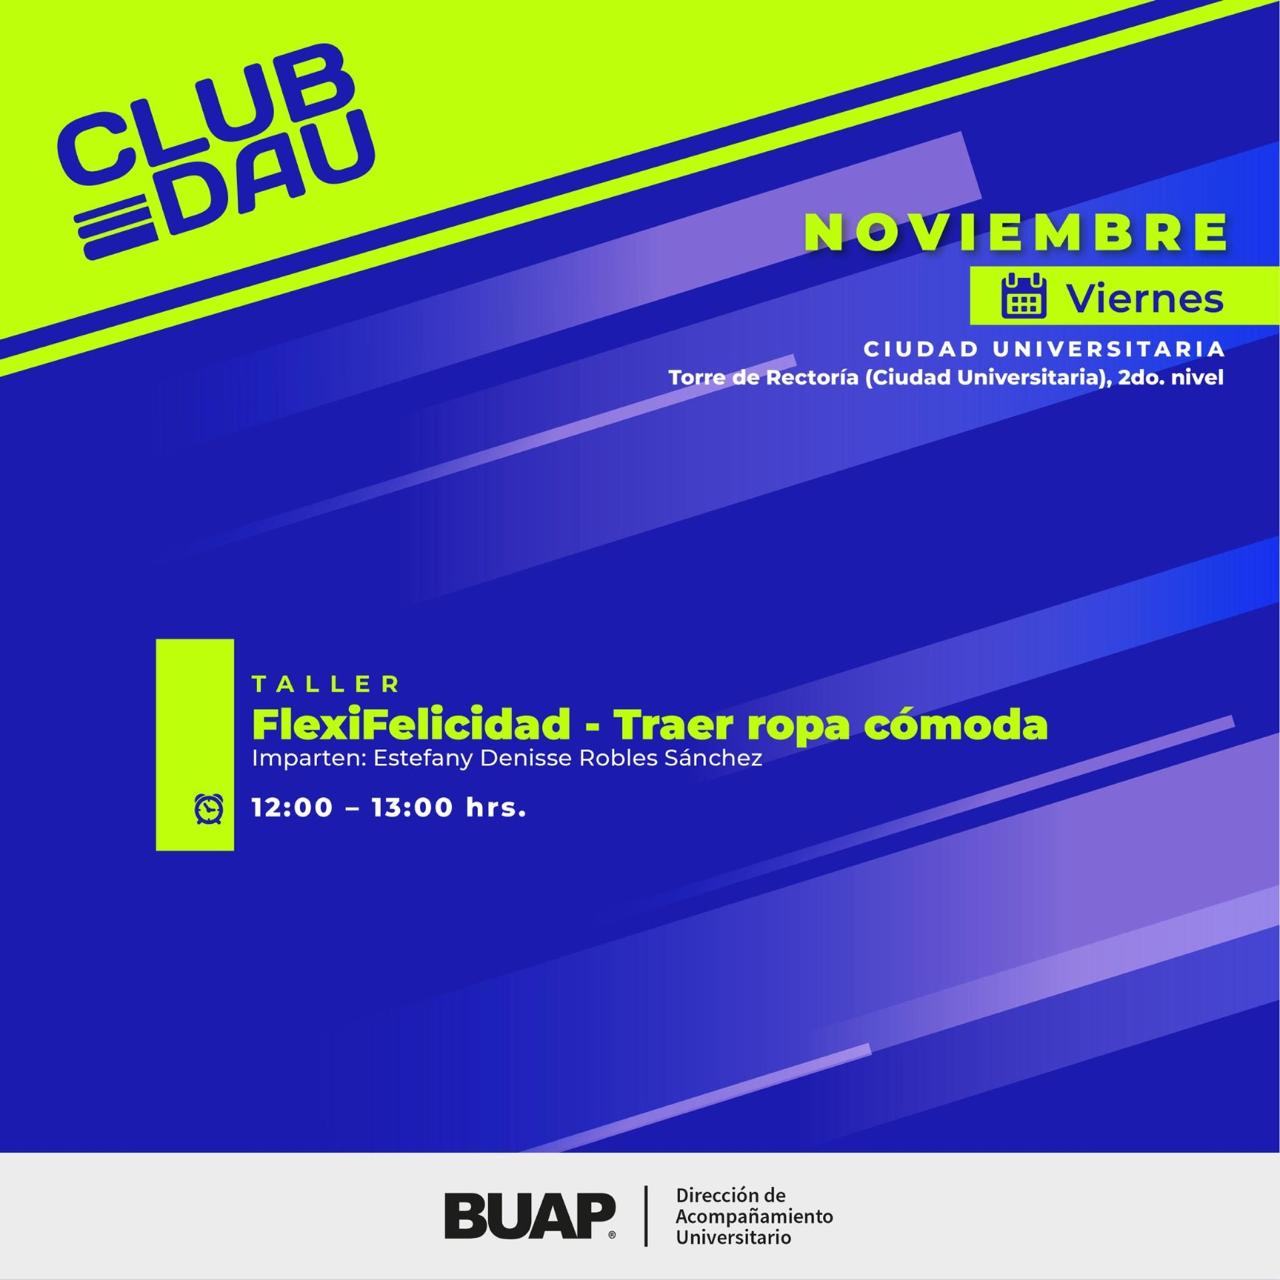 CLUB
DAU
NOVIEMBRE
Viernes
CIUDAD UNIVERSITARIA
Torre de Rectoría (Ciudad Universitaria), 2do. nivel
TALLER
FlexiFelicidad - Traer ropa cómoda
Imparten: Estefany Denisse Robles Sánchez
12:00 – 13:00 hrs.
BUAP®
Dirección de
Acompañamiento
Universitario